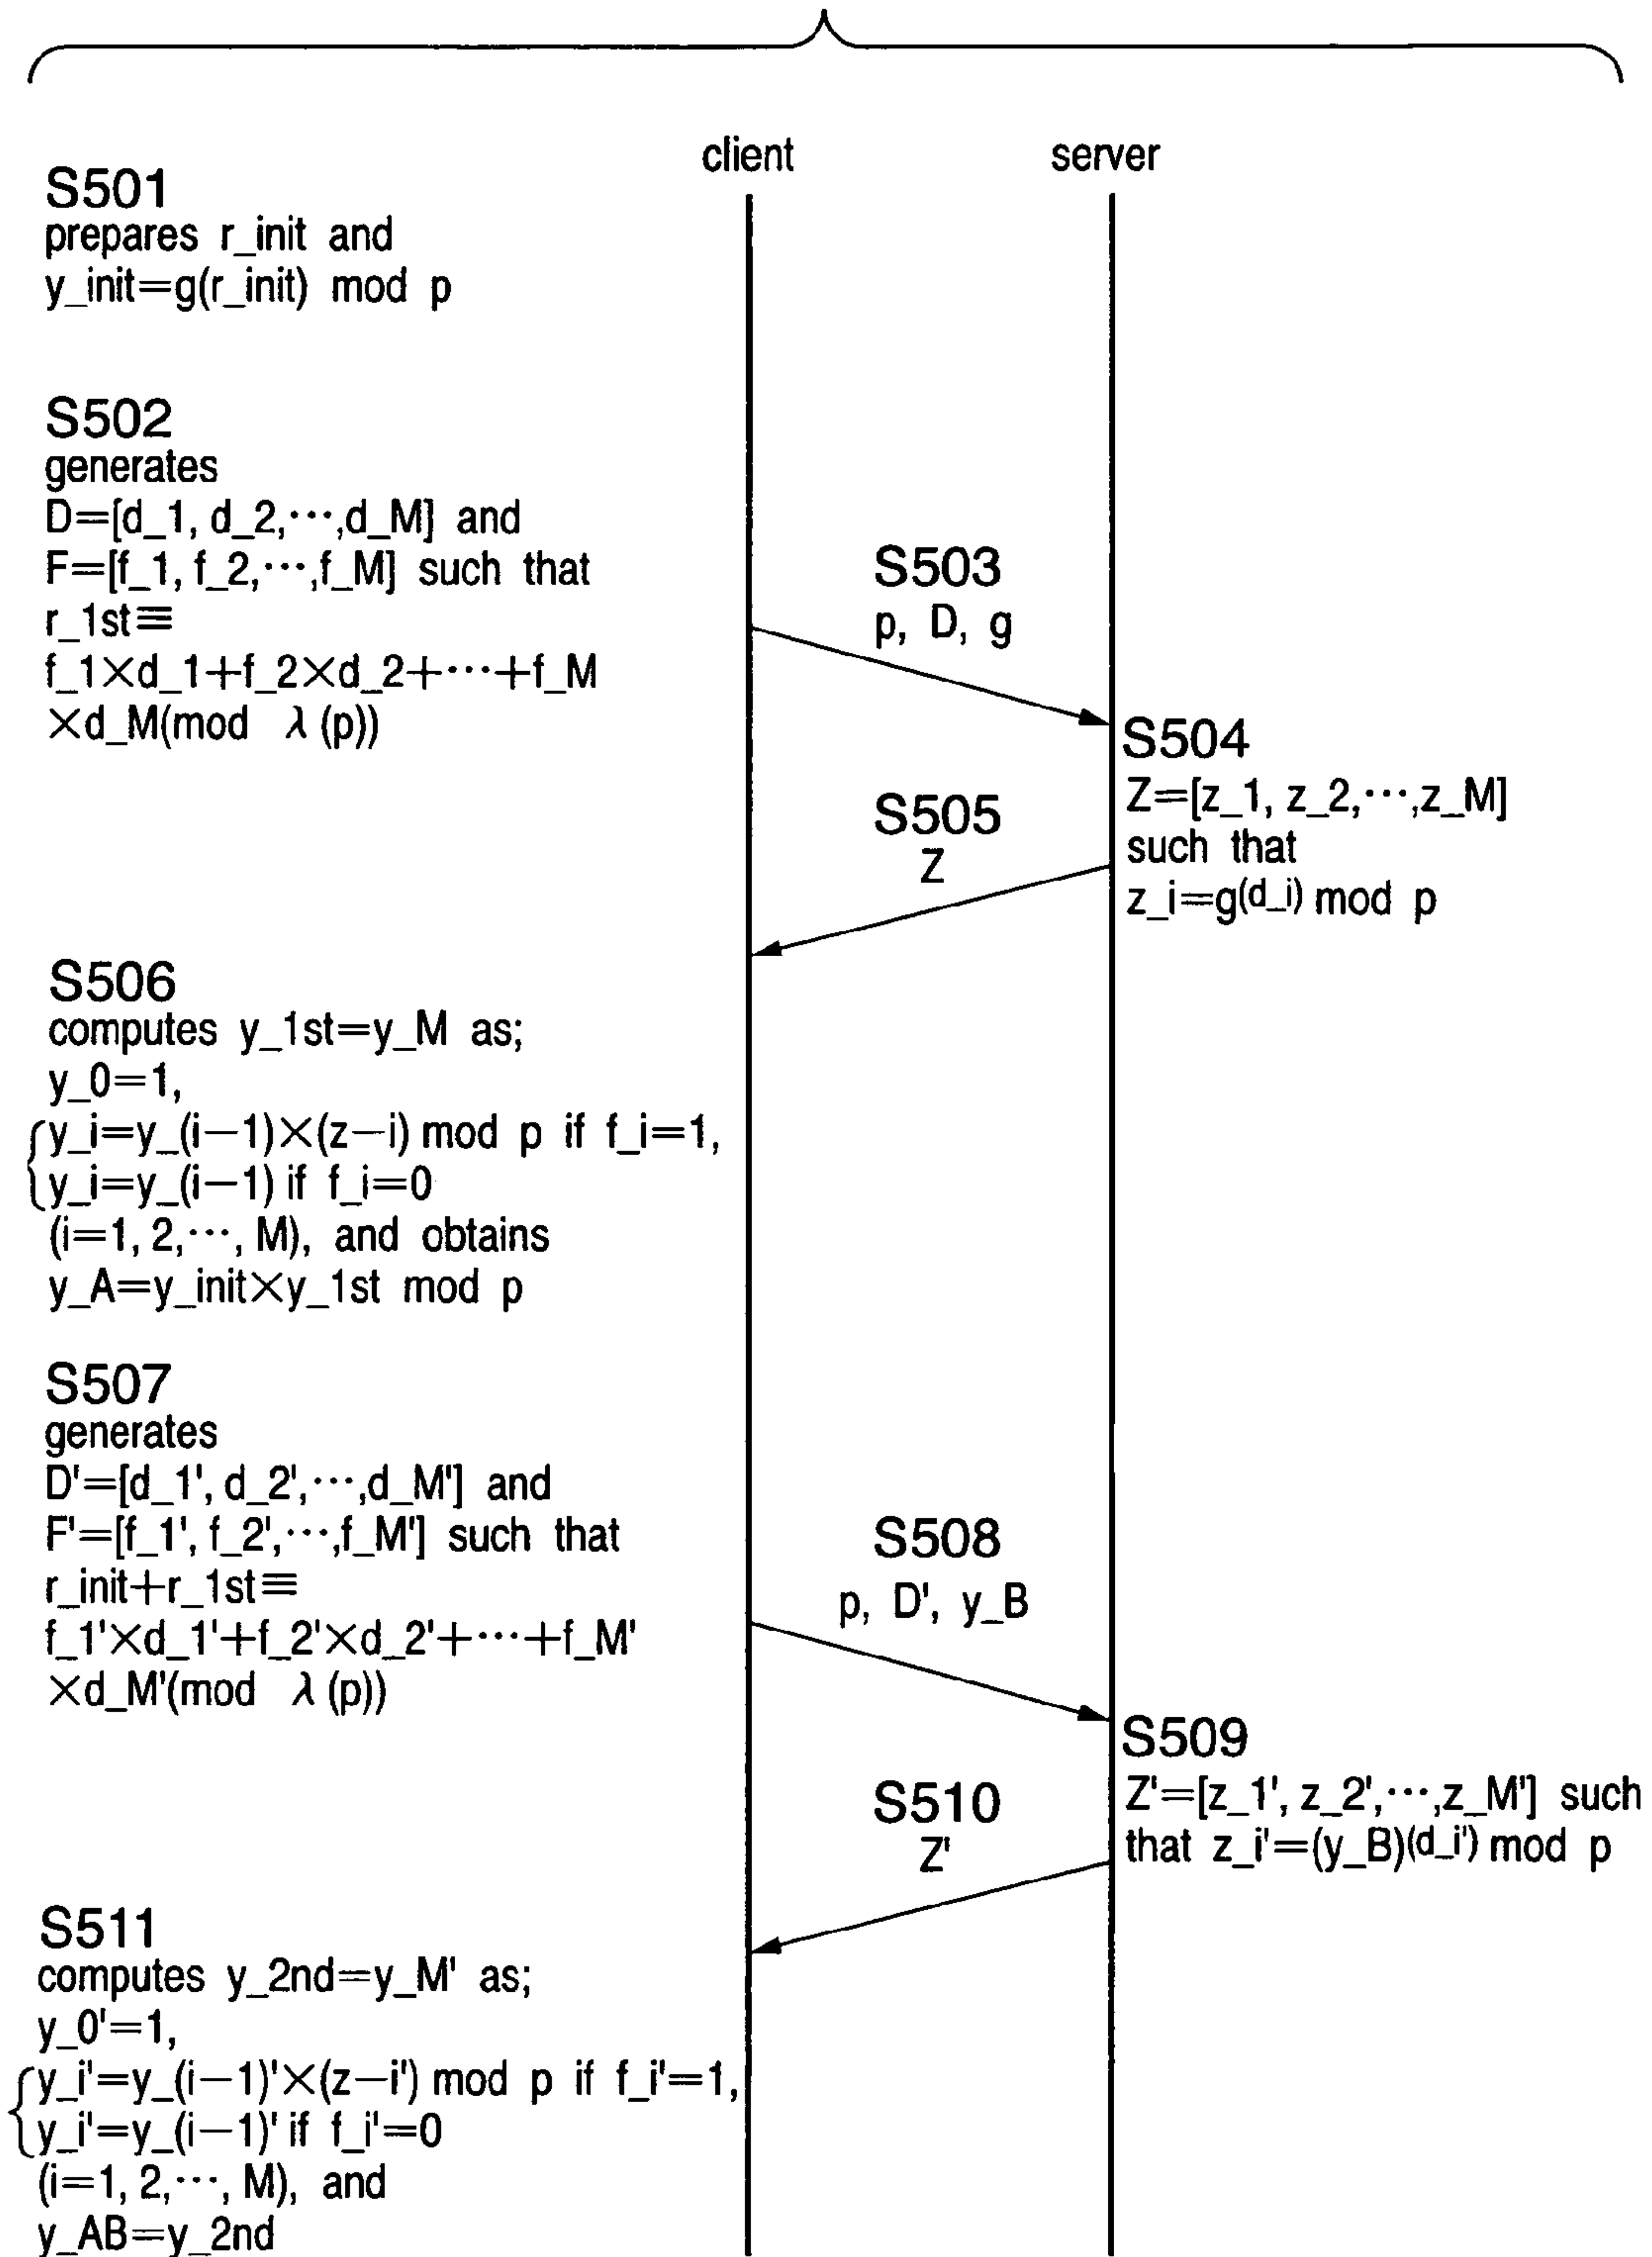 client
server
S501
prepares r_init and
y_init=g(r_init) mod p
S502
generates
D=[d_1, d_2,⋯,d_M] and
F=[f_1, f_2,⋯,f_M] such that
r_1st≡
f_1×d_1+f_2×d_2+⋯+f_M
×d_M(mod λ(p))
S503
p, D, g
S504
Z=[z_1, z_2,⋯,z_M]
such that
z_i=g(d_i) mod p
S505
Z
S506
computes y_1st=y_M as;
y_0=1,
y_i=y_(i−1)×(z−i) mod p if f_i=1,
y_i=y_(i−1) if f_i=0
(i=1, 2,⋯, M), and obtains
y_A=y_init×y_1st mod p
S507
generates
D'=[d_1', d_2',⋯,d_M'] and
F'=[f_1', f_2',⋯,f_M'] such that
r_init+r_1st≡
f_1'×d_1'+f_2'×d_2'+⋯+f_M'
×d_M'(mod λ(p))
S508
p, D', y_B
S509
Z'=[z_1', z_2',⋯,z_M'] such
that z_i'=(y_B)(d_i') mod p
S510
Z'
S511
computes y_2nd=y_M' as;
y_0'=1,
y_i'=y_(i−1)'×(z−i') mod p if f_i'=1,
y_i'=y_(i−1)' if f_i'=0
(i=1, 2,⋯, M), and
y_AB=y_2nd